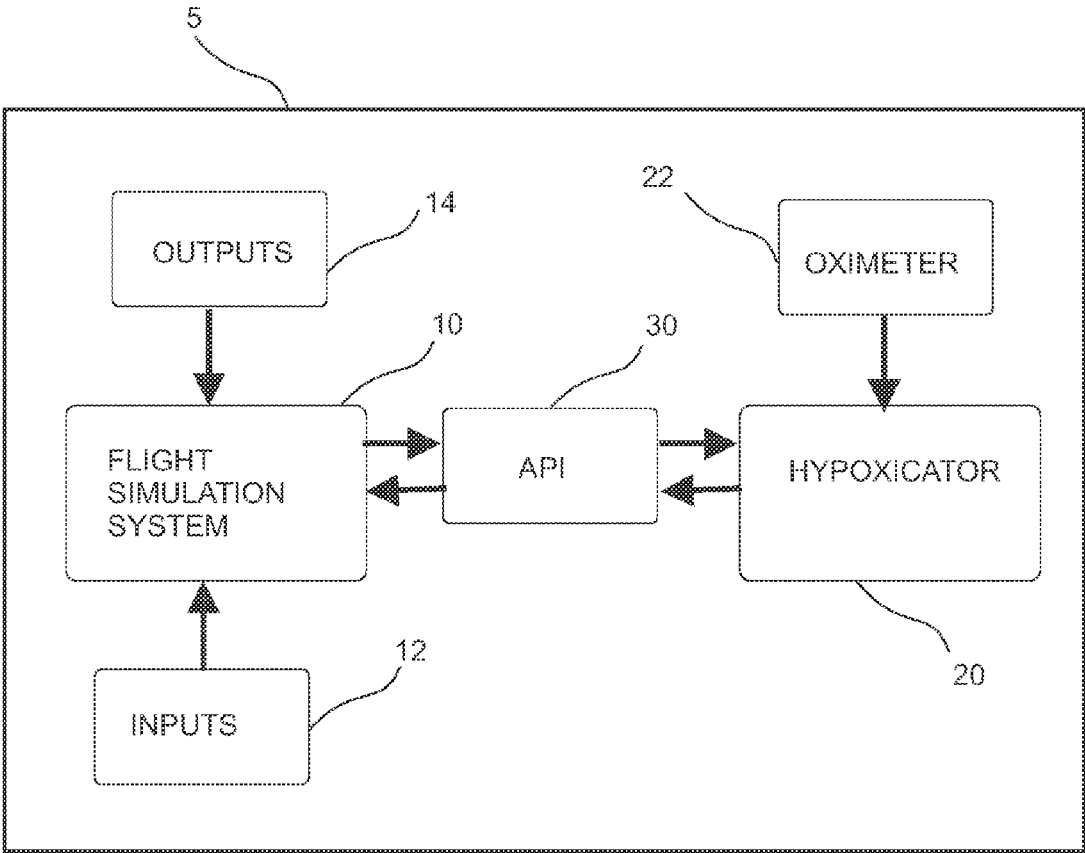 5
OUTPUTS
14
22
OXIMETER
10
30
FLIGHT
SIMULATION
SYSTEM
API
HYPOXICATOR
12
20
INPUTS